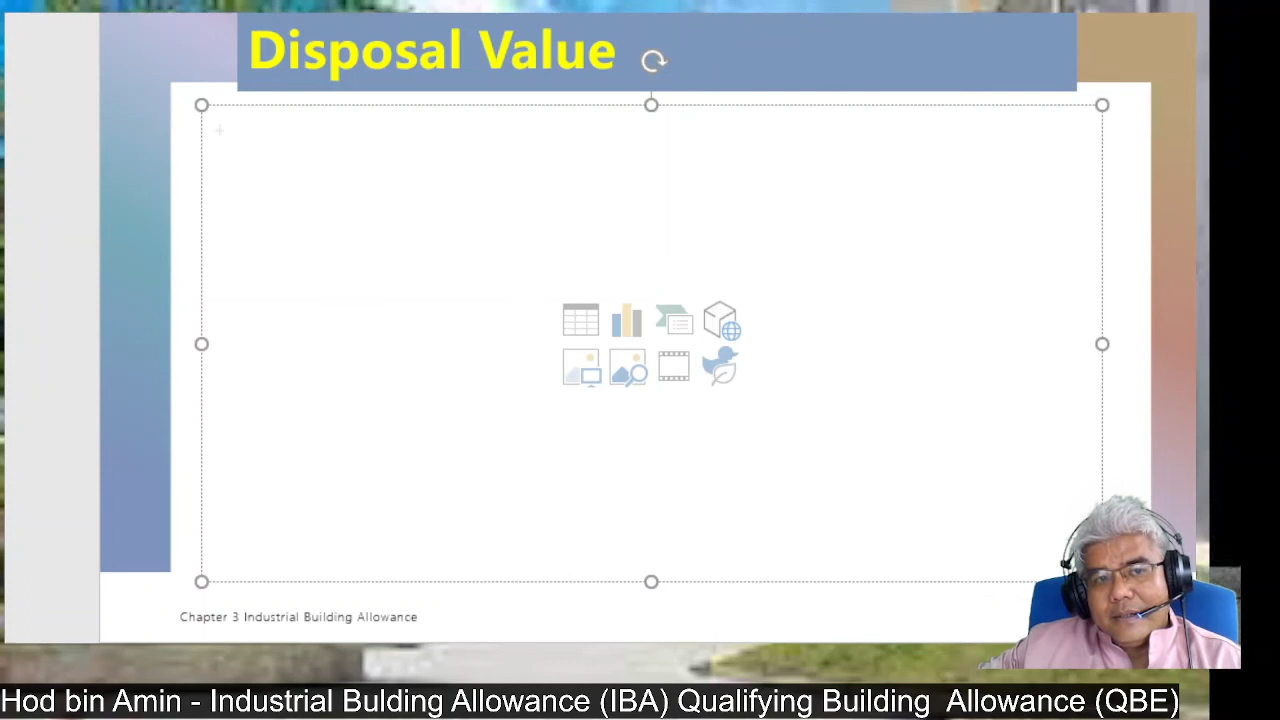 Disposal Value
Chapter 3 Industrial Building Allowance
Hod bin Amin - Industrial Bulding Allowance (IBA) Qualifying Building Allowance (QBE)